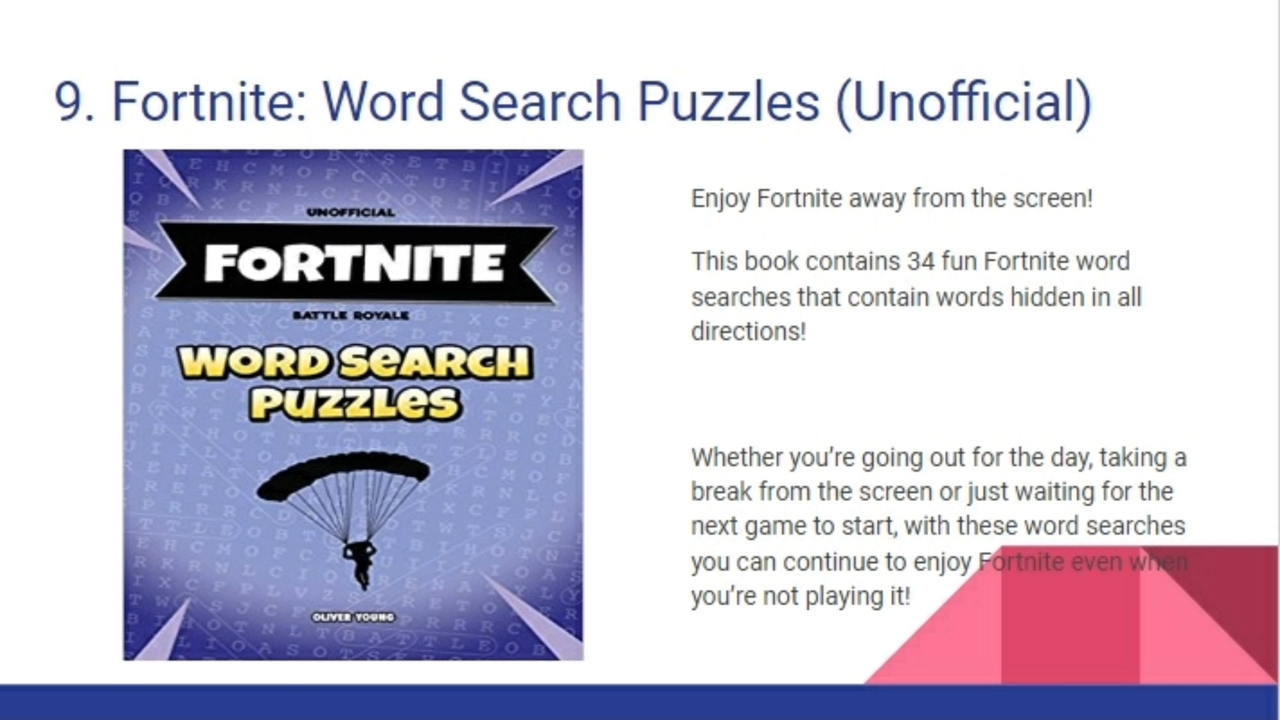 9. Fortnite: Word Search Puzzles (Unofficial)
UNOFFICIAL
FORTNITE
BATTLE ROYALE
WORD SEARCH
PUZZLES
OLIVER YOUNG
Enjoy Fortnite away from the screen!
This book contains 34 fun Fortnite word
searches that contain words hidden in all
directions!
Whether you’re going out for the day, taking a
break from the screen or just waiting for the
next game to start, with these word searches
you can continue to enjoy Fortnite even when
you’re not playing it!